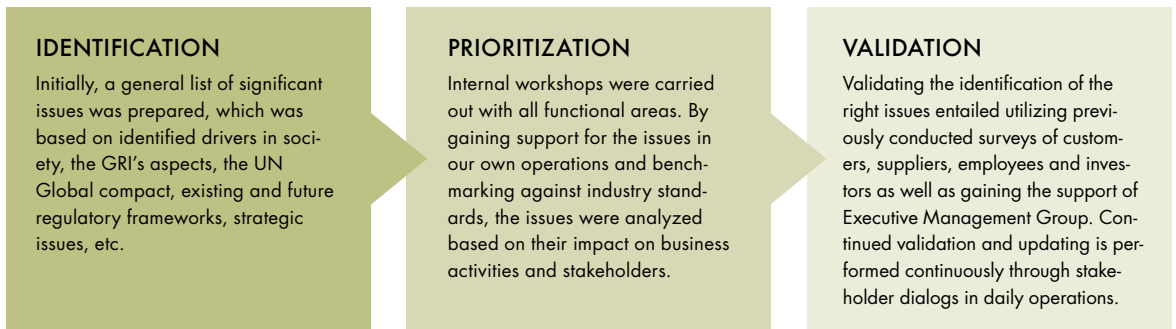 IDENTIFICATION
Initially, a general list of significant
issues was prepared, which was
based on identified drivers in soci-
ety, the GRI's aspects, the UN
Global compact, existing and future
regulatory frameworks, strategic
issues, etc.
PRIORITIZATION
Internal workshops were carried
out with all functional areas. By
gaining support for the issues in
our own operations and bench-
marking against industry stand-
ards, the issues were analyzed
based on their impact on business
activities and stakeholders.
VALIDATION
Validating the identification of the
right issues entailed utilizing previ-
ously conducted surveys of custom-
ers, suppliers, employees and inves-
tors as well as gaining the support of
Executive Management Group. Con-
tinued validation and updating is per-
formed continuously through stake-
holder dialogs in daily operations.